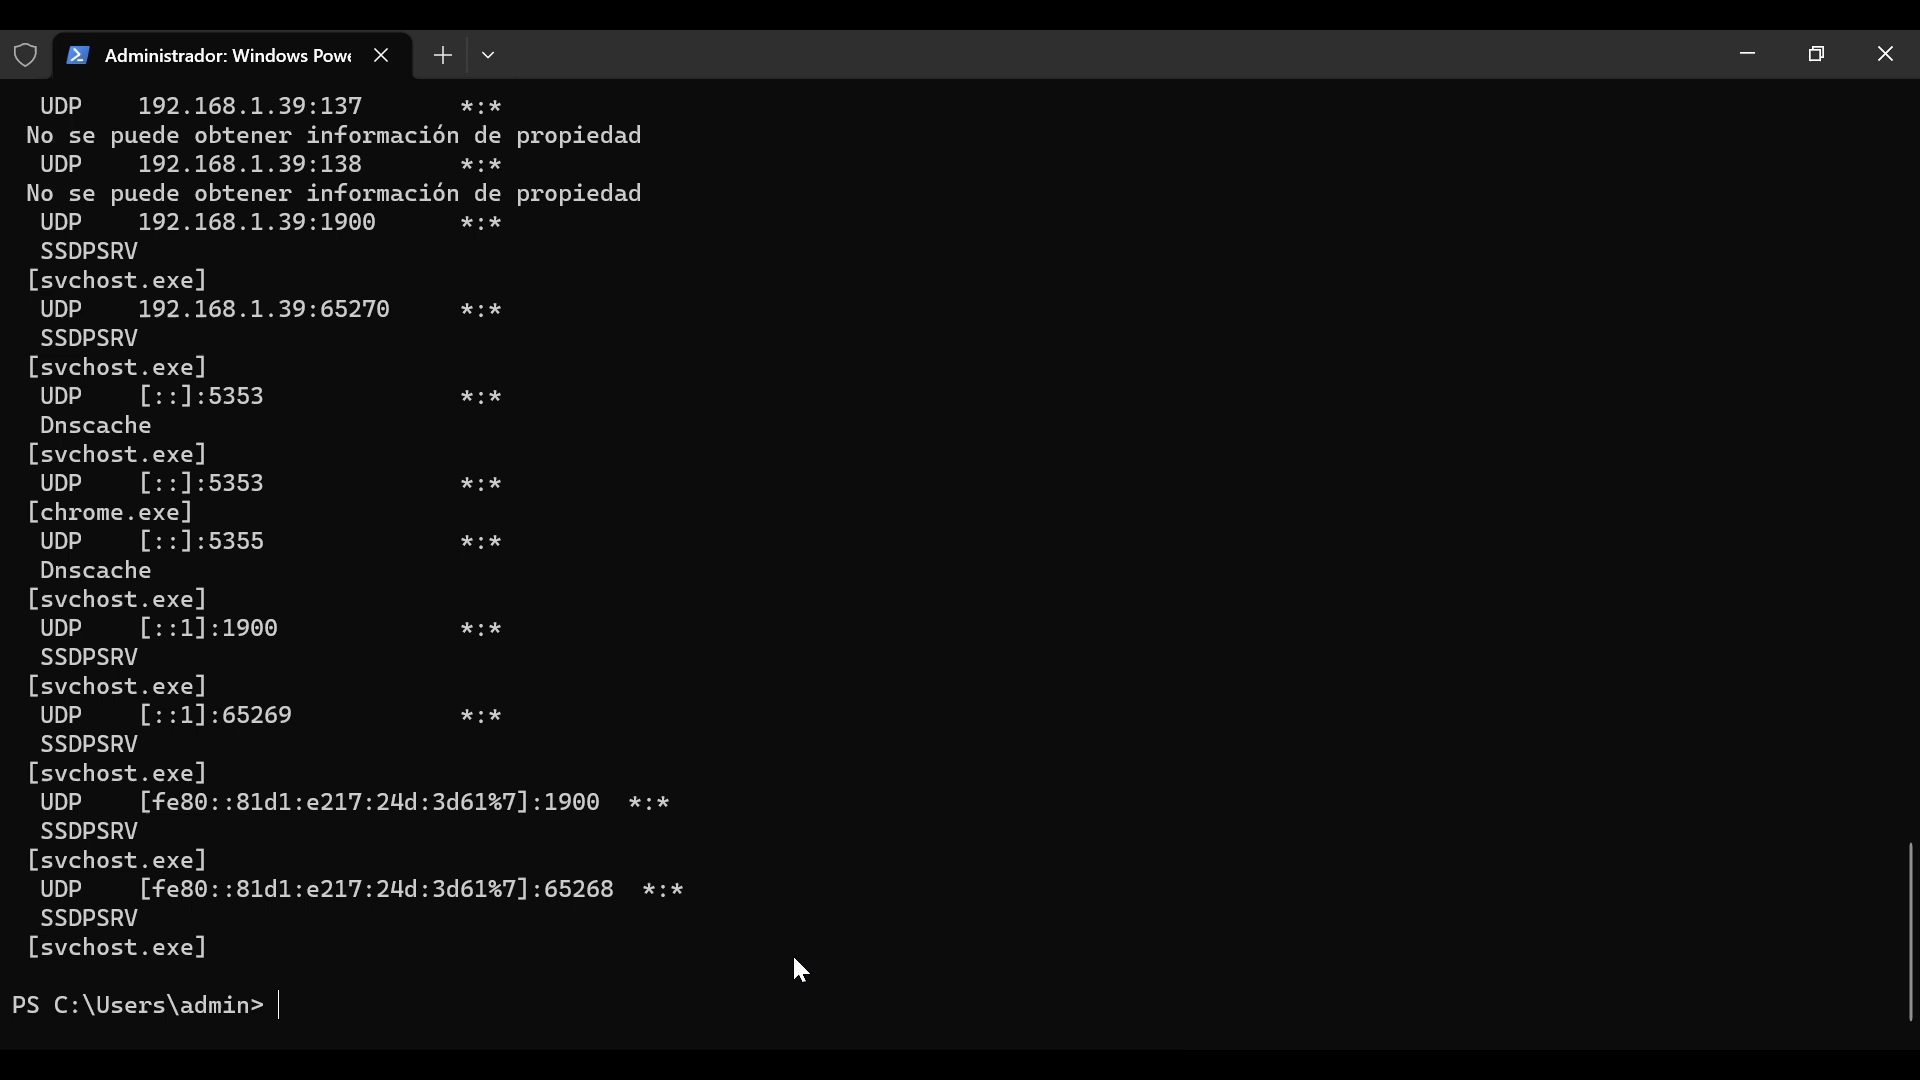 Administrador: Windows Powe
UDP    192.168.1.39:137       *:*
No se puede obtener información de propiedad
UDP    192.168.1.39:138       *:*
No se puede obtener información de propiedad
UDP    192.168.1.39:1900      *:*
SSDPSRV
[svchost.exe]
UDP    192.168.1.39:65270     *:*
SSDPSRV
[svchost.exe]
UDP    [::]:5353              *:*
Dnscache
[svchost.exe]
UDP    [::]:5353              *:*
[chrome.exe]
UDP    [::]:5355              *:*
Dnscache
[svchost.exe]
UDP    [::1]:1900             *:*
SSDPSRV
[svchost.exe]
UDP    [::1]:65269            *:*
SSDPSRV
[svchost.exe]
UDP    [fe80::81d1:e217:24d:3d61%7]:1900  *:*
SSDPSRV
[svchost.exe]
UDP    [fe80::81d1:e217:24d:3d61%7]:65268  *:*
SSDPSRV
[svchost.exe]
PS C:\Users\admin>